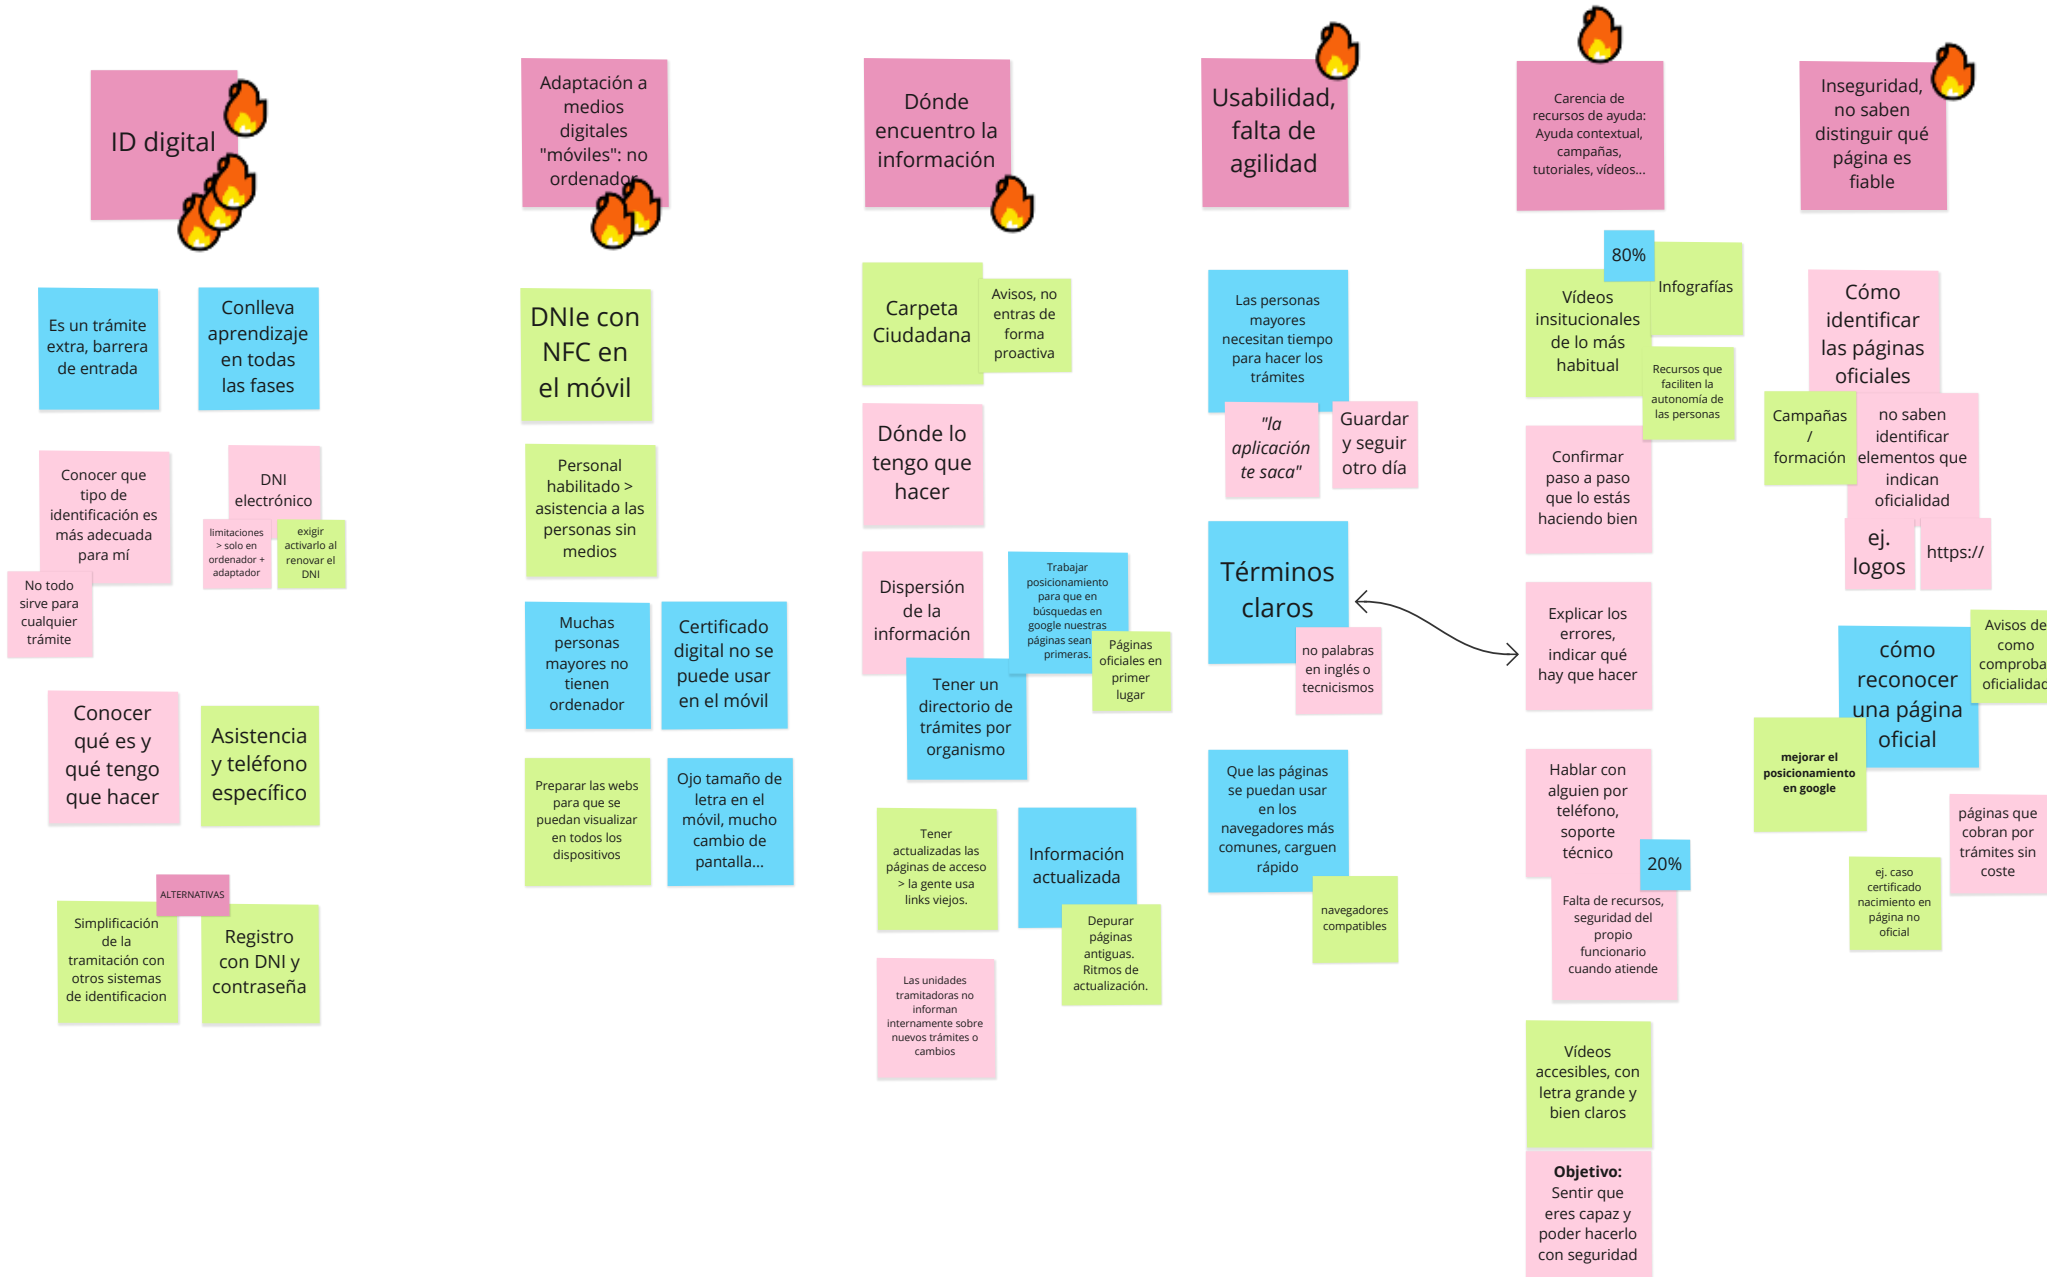 ID digital
Es un trámite
extra, barrera
de entrada
Conlleva
aprendizaje
en todas
las fases
Conocer que
tipo de
identificación es
más adecuada
para mí
No todo
sirve para
cualquier
trámite
DNI
electrónico
limitaciones
> solo en
ordenador +
adaptador
exigir
activarlo al
renovar el
DNI
Conocer
qué es y
qué tengo
que hacer
Asistencia
y teléfono
específico
ALTERNATIVAS
Simplificación
de la
tramitación con
otros sistemas
de identificacion
Registro
con DNI y
contraseña
Adaptación a
medios
digitales
"móviles": no
ordenador
DNIe con
NFC en
el móvil
Personal
habilitado >
asistencia a las
personas sin
medios
Muchas
personas
mayores no
tienen
ordenador
Certificado
digital no se
puede usar
en el móvil
Preparar las webs
para que se
puedan visualizar
en todos los
dispositivos
Ojo tamaño de
letra en el
móvil, mucho
cambio de
pantalla...
Dónde
encuentro la
información
Carpeta
Ciudadana
Avisos, no
entras de
forma
proactiva
Dónde lo
tengo que
hacer
Dispersión
de la
información
Trabajar
posicionamiento
para que en
búsquedas en
google nuestras
páginas sean
primeras.
Páginas
oficiales en
primer
lugar
Tener un
directorio de
trámites por
organismo
Tener
actualizadas las
páginas de acceso
> la gente usa
links viejos.
Información
actualizada
Depurar
páginas
antiguas.
Ritmos de
actualización.
Las unidades
tramitadoras no
informan
internamente sobre
nuevos trámites o
cambios
Usabilidad,
falta de
agilidad
Las personas
mayores
necesitan tiempo
para hacer los
trámites
"la
aplicación
te saca"
Guardar
y seguir
otro día
Términos
claros
no palabras
en inglés o
tecnicismos
Que las páginas
se puedan usar
en los
navegadores más
comunes, carguen
rápido
navegadores
compatibles
Carencia de
recursos de ayuda:
Ayuda contextual,
campañas,
tutoriales, vídeos...
80%
Vídeos
insitucionales
de lo más
habitual
Infografías
Recursos que
faciliten la
autonomía de
las personas
Confirmar
paso a paso
que lo estás
haciendo bien
Explicar los
errores,
indicar qué
hay que hacer
Hablar con
alguien por
teléfono,
soporte
técnico
20%
Falta de recursos,
seguridad del
propio
funcionario
cuando atiende
Vídeos
accesibles, con
letra grande y
bien claros
Objetivo:
Sentir que
eres capaz y
poder hacerlo
con seguridad
Inseguridad,
no saben
distinguir qué
página es
fiable
Cómo
identificar
las páginas
oficiales
Campañas
/
formación
no saben
identificar
elementos que
indican
oficialidad
ej.
logos
https://
cómo
reconocer
una página
oficial
Avisos de
como
comproba
oficialidad
mejorar el
posicionamiento
en google
páginas que
cobran por
trámites sin
coste
ej. caso
certificado
nacimiento en
página no
oficial